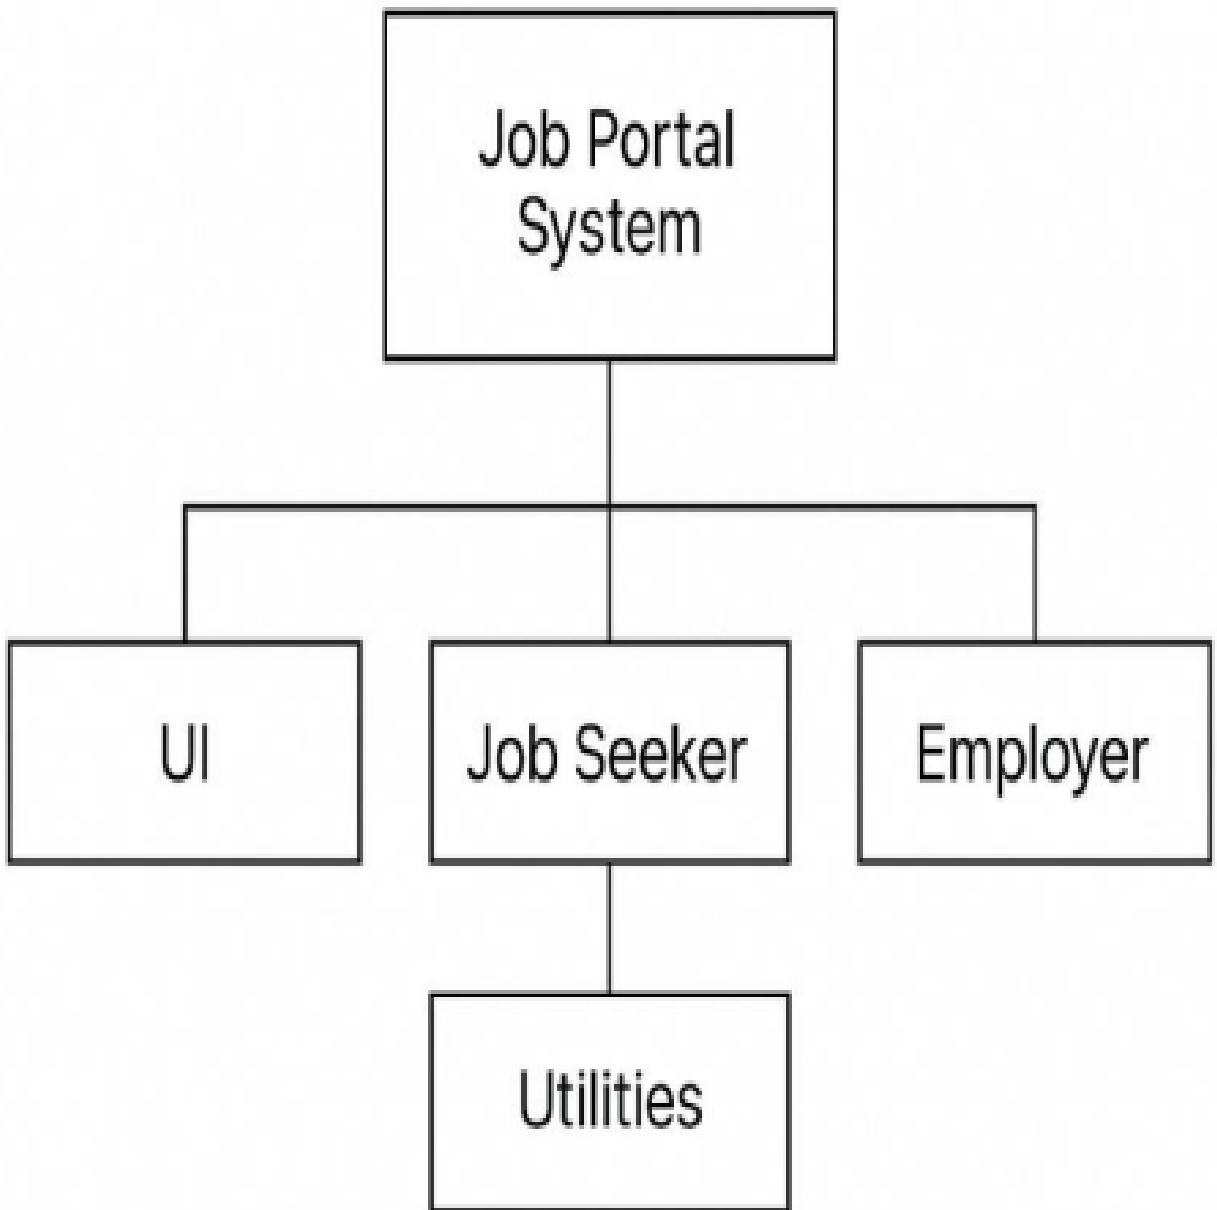 Job Portal
System
UI
Job Seeker
Employer
Utilities